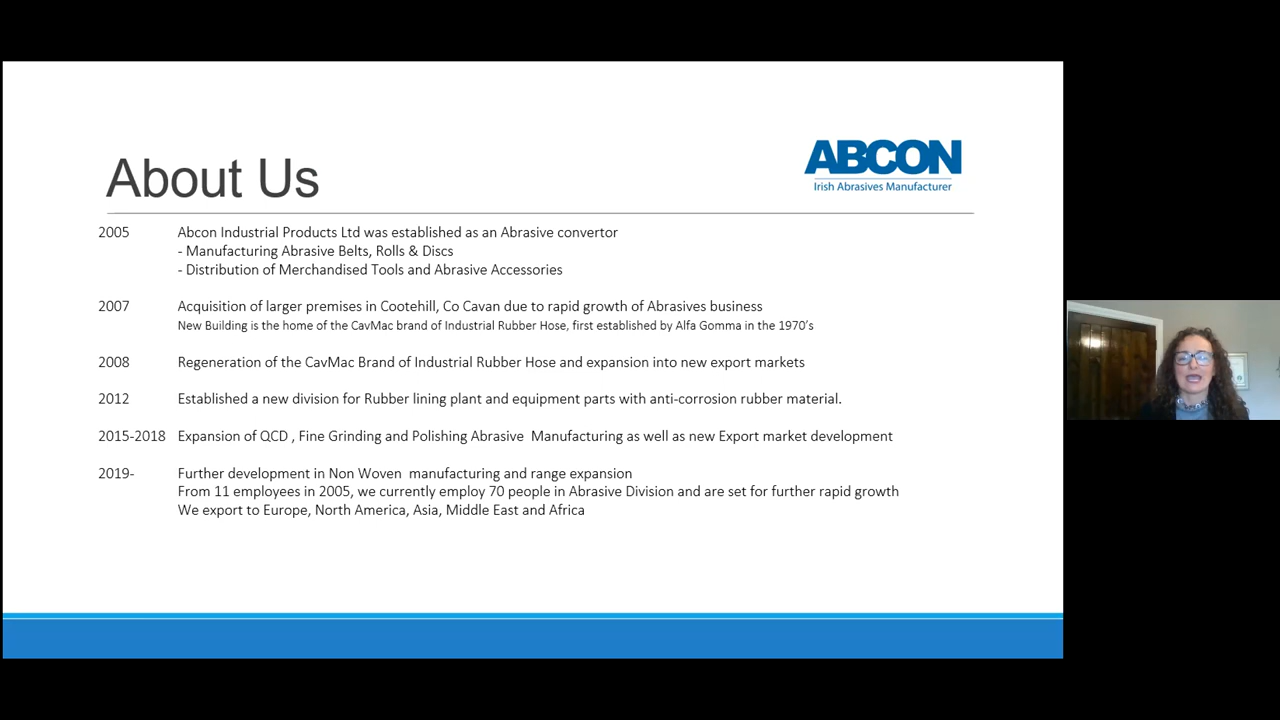 About Us
ABCON
Irish Abrasives Manufacturer
2005 Abcon Industrial Products Ltd was established as an Abrasive convertor
- Manufacturing Abrasive Belts, Rolls & Discs
- Distribution of Merchandised Tools and Abrasive Accessories
2007 Acquisition of larger premises in Cootehill, Co Cavan due to rapid growth of Abrasives business
New Building is the home of the CavMac brand of Industrial Rubber Hose, first established by Alfa Gomma in the 1970's
2008 Regeneration of the CavMac Brand of Industrial Rubber Hose and expansion into new export markets
2012 Established a new division for Rubber lining plant and equipment parts with anti-corrosion rubber material.
2015-2018 Expansion of QCD , Fine Grinding and Polishing Abrasive Manufacturing as well as new Export market development
2019- Further development in Non Woven manufacturing and range expansion
From 11 employees in 2005, we currently employ 70 people in Abrasive Division and are set for further rapid growth
We export to Europe, North America, Asia, Middle East and Africa